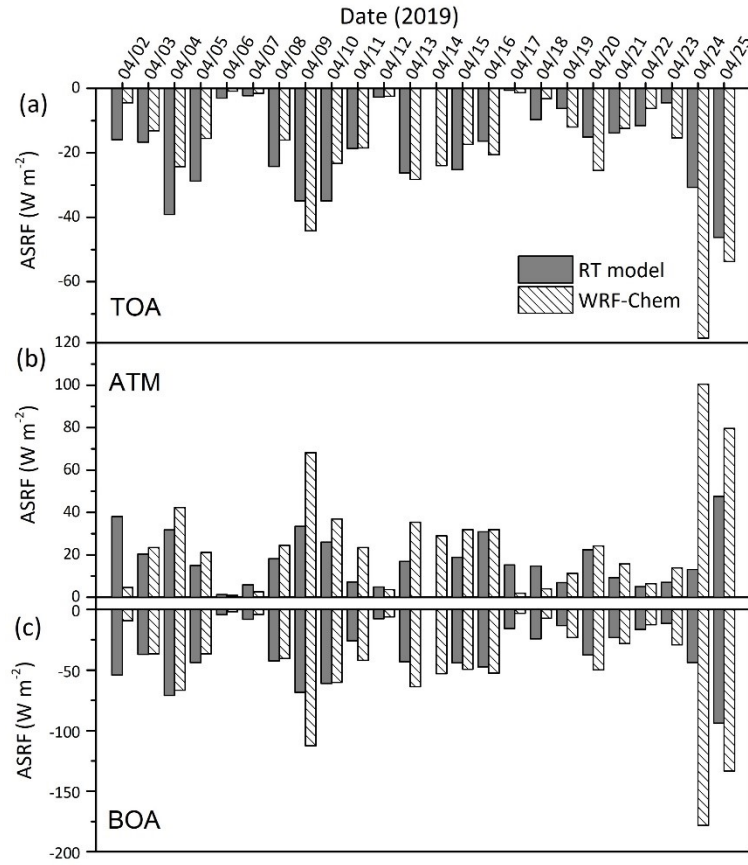 Date (2019)
04/02 04/03 04/04 04/05 04/06 04/07 04/08 04/09 04/10 04/11 04/12 04/13 04/14 04/15 04/16 04/17 04/18 04/19 04/20 04/21 04/22 04/23 04/24 04/25
(a)
0
-20
-40
-60
ASRF (W m⁻²)
RT model
WRF-Chem
TOA
(b)
120
100
80
60
40
20
0
ASRF (W m⁻²)
ATM
(c)
0
-50
-100
-150
-200
ASRF (W m⁻²)
BOA